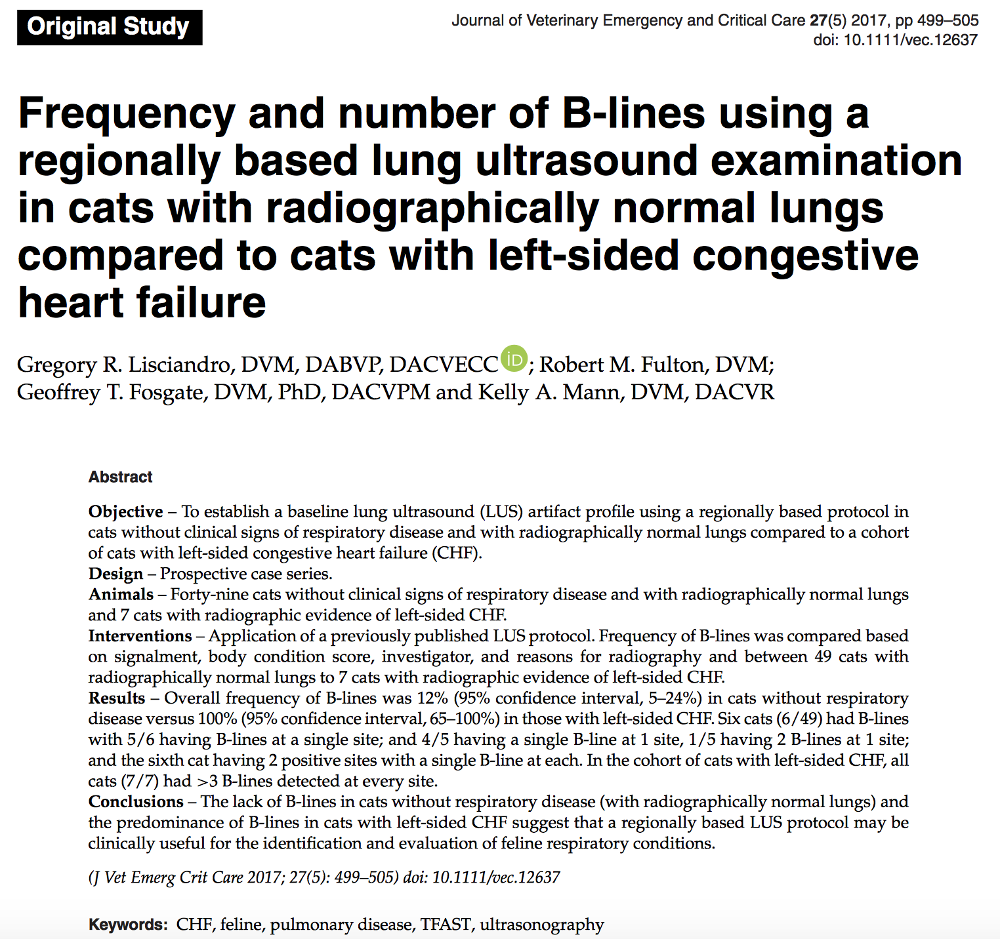 Original Study
Journal of Veterinary Emergency and Critical Care 27(5) 2017, pp 499–505
doi: 10.1111/vec.12637
Frequency and number of B-lines using a
regionally based lung ultrasound examination
in cats with radiographically normal lungs
compared to cats with left-sided congestive
heart failure
Gregory R. Lisciandro, DVM, DABVP, DACVECC iD; Robert M. Fulton, DVM;
Geoffrey T. Fosgate, DVM, PhD, DACVPM and Kelly A. Mann, DVM, DACVR
Abstract
Objective – To establish a baseline lung ultrasound (LUS) artifact profile using a regionally based protocol in
cats without clinical signs of respiratory disease and with radiographically normal lungs compared to a cohort
of cats with left-sided congestive heart failure (CHF).
Design – Prospective case series.
Animals – Forty-nine cats without clinical signs of respiratory disease and with radiographically normal lungs
and 7 cats with radiographic evidence of left-sided CHF.
Interventions – Application of a previously published LUS protocol. Frequency of B-lines was compared based
on signalment, body condition score, investigator, and reasons for radiography and between 49 cats with
radiographically normal lungs to 7 cats with radiographic evidence of left-sided CHF.
Results – Overall frequency of B-lines was 12% (95% confidence interval, 5–24%) in cats without respiratory
disease versus 100% (95% confidence interval, 65–100%) in those with left-sided CHF. Six cats (6/49) had B-lines
with 5/6 having B-lines at a single site; and 4/5 having a single B-line at 1 site, 1/5 having 2 B-lines at 1 site;
and the sixth cat having 2 positive sites with a single B-line at each. In the cohort of cats with left-sided CHF, all
cats (7/7) had >3 B-lines detected at every site.
Conclusions – The lack of B-lines in cats without respiratory disease (with radiographically normal lungs) and
the predominance of B-lines in cats with left-sided CHF suggest that a regionally based LUS protocol may be
clinically useful for the identification and evaluation of feline respiratory conditions.
(J Vet Emerg Crit Care 2017; 27(5): 499–505) doi: 10.1111/vec.12637
Keywords: CHF, feline, pulmonary disease, TFAST, ultrasonography